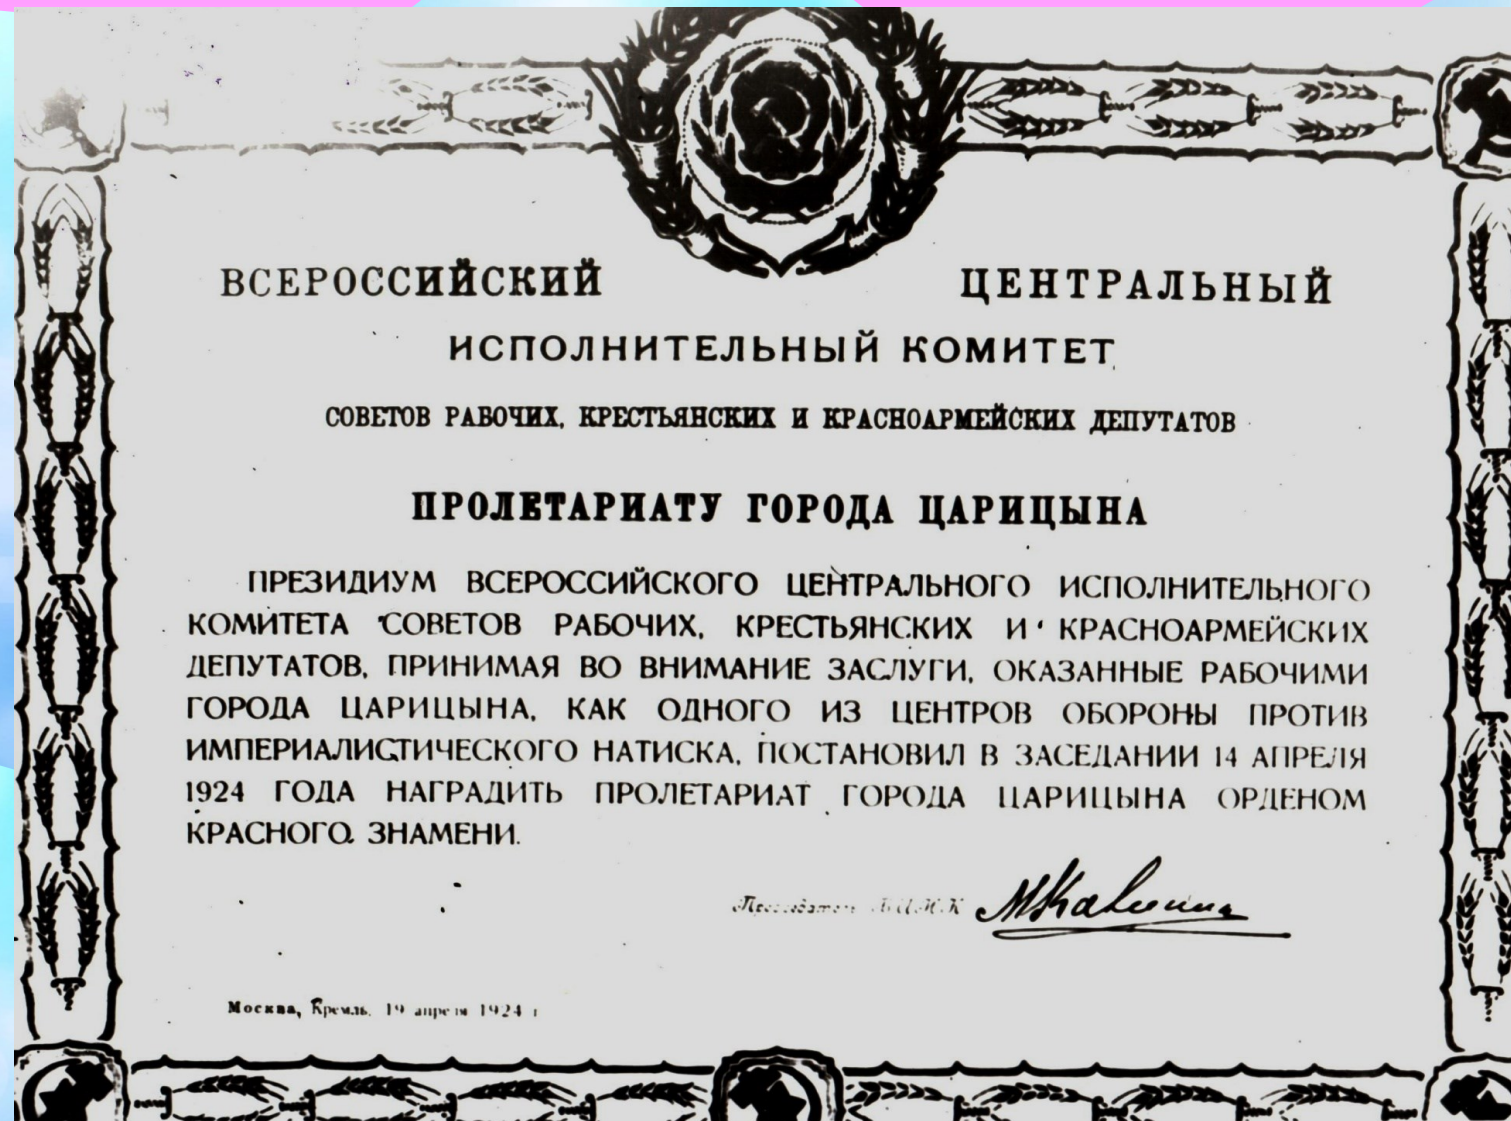 ВСЕРОССИЙСКИЙ ЦЕНТРАЛЬНЫЙ
ИСПОЛНИТЕЛЬНЫЙ КОМИТЕТ
СОВЕТОВ РАБОЧИХ, КРЕСТЬЯНСКИХ И КРАСНОАРМЕЙСКИХ ДЕПУТАТОВ
ПРОЛЕТАРИАТУ ГОРОДА ЦАРИЦЫНА
ПРЕЗИДИУМ ВСЕРОССИЙСКОГО ЦЕНТРАЛЬНОГО ИСПОЛНИТЕЛЬНОГО
КОМИТЕТА СОВЕТОВ РАБОЧИХ, КРЕСТЬЯНСКИХ И КРАСНОАРМЕЙСКИХ
ДЕПУТАТОВ, ПРИНИМАЯ ВО ВНИМАНИЕ ЗАСЛУГИ, ОКАЗАННЫЕ РАБОЧИМИ
ГОРОДА ЦАРИЦЫНА, КАК ОДНОГО ИЗ ЦЕНТРОВ ОБОРОНЫ ПРОТИВ
ИМПЕРИАЛИСТИЧЕСКОГО НАТИСКА, ПОСТАНОВИЛ В ЗАСЕДАНИИ 14 АПРЕЛЯ
1924 ГОДА НАГРАДИТЬ ПРОЛЕТАРИАТ ГОРОДА ЦАРИЦЫНА ОРДЕНОМ
КРАСНОГО ЗНАМЕНИ.
МКалинин
Москва, Кремль, 19 апреля 1924 г